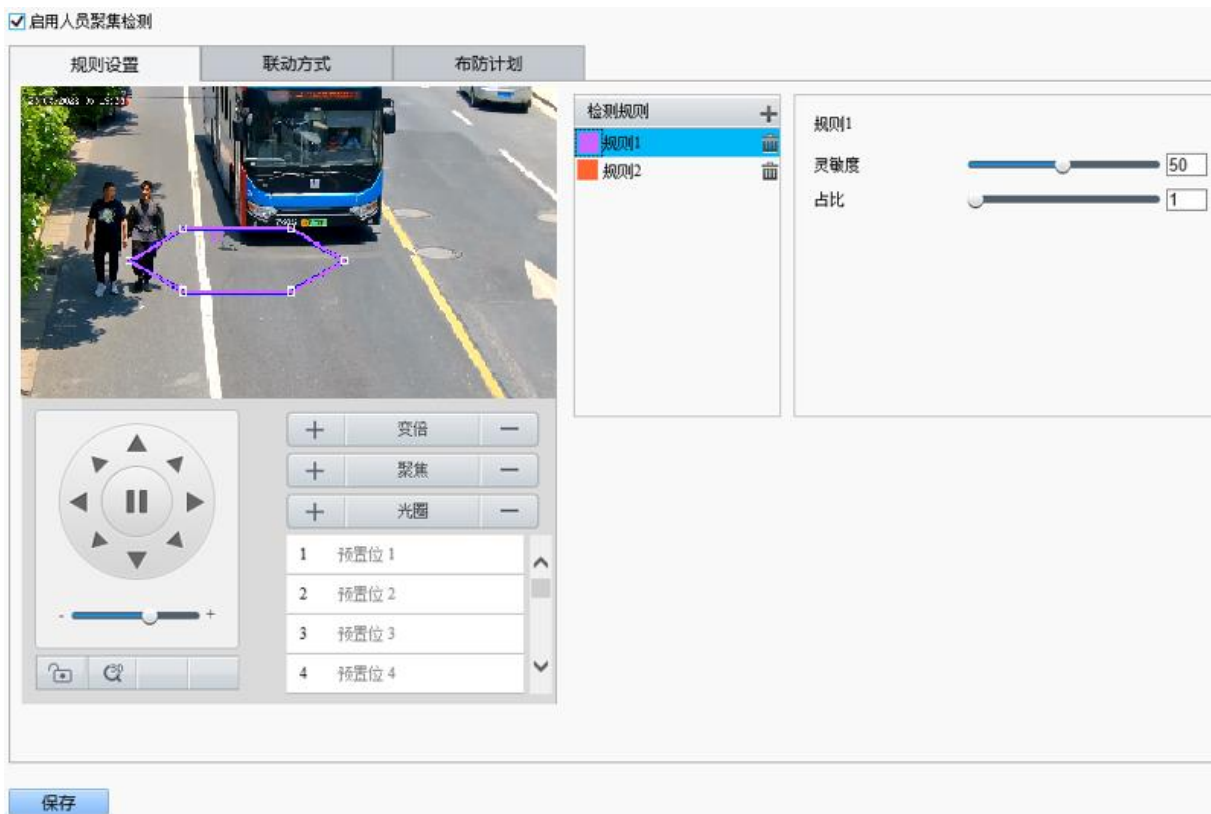 启用人员聚集检测
规则设置 联动方式 布防计划
检测规则
规则1
规则2
规则1
灵敏度 50
占比 1
变倍
聚焦
光圈
1 预置位 1
2 预置位 2
3 预置位 3
4 预置位 4
- +
保存